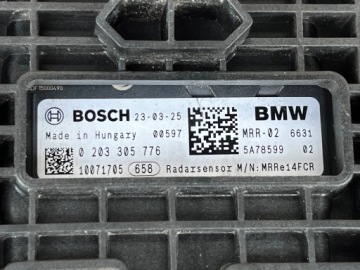 BOSCH 23-03-25 BMW
Made in Hungary 00597 MRR-02 6631
0 203 305 776 5A78599 02
10071705 658 Radarsensor M/N:MRRe14FCR